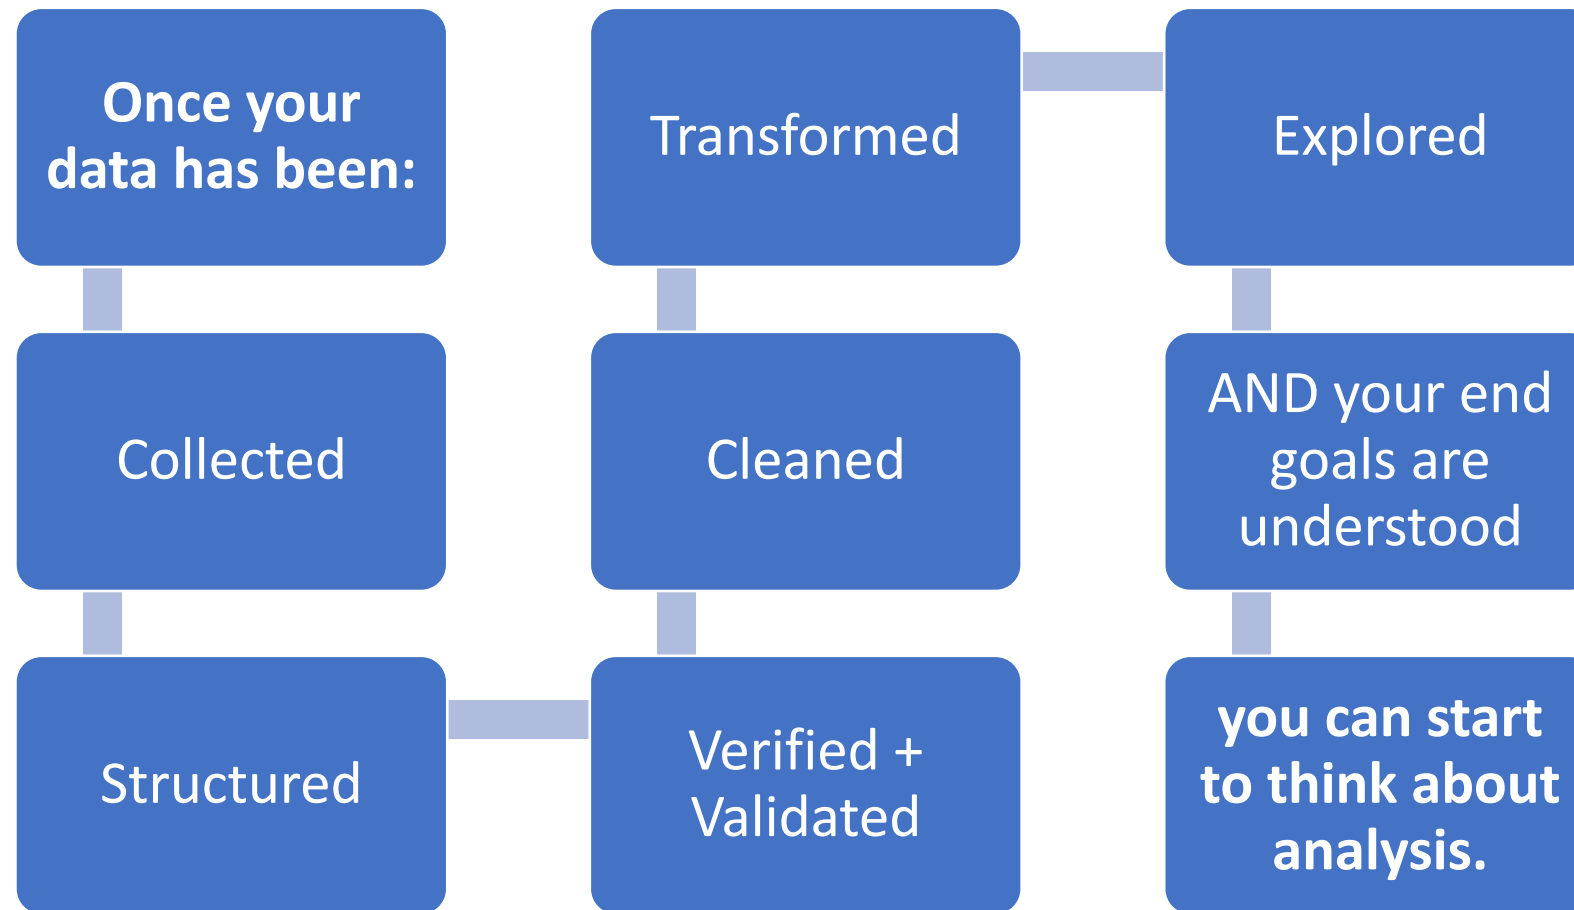 Once your
data has been:
Collected
Structured
Verified +
Validated
Cleaned
Transformed
Explored
AND your end
goals are
understood
you can start
to think about
analysis.